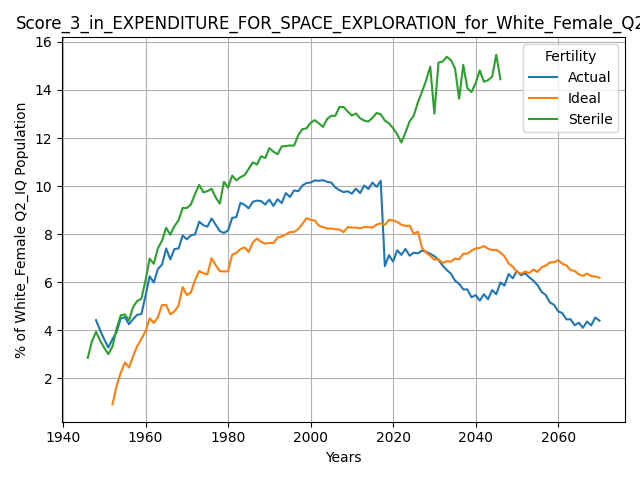 Score_3_in_EXPENDITURE_FOR_SPACE_EXPLORATION_for_White_Female_Q2
16
14
12
10
8
6
4
2
% of White_Female Q2_IQ Population
Fertility
Actual
Ideal
Sterile
1940 1960 1980 2000 2020 2040 2060
Years